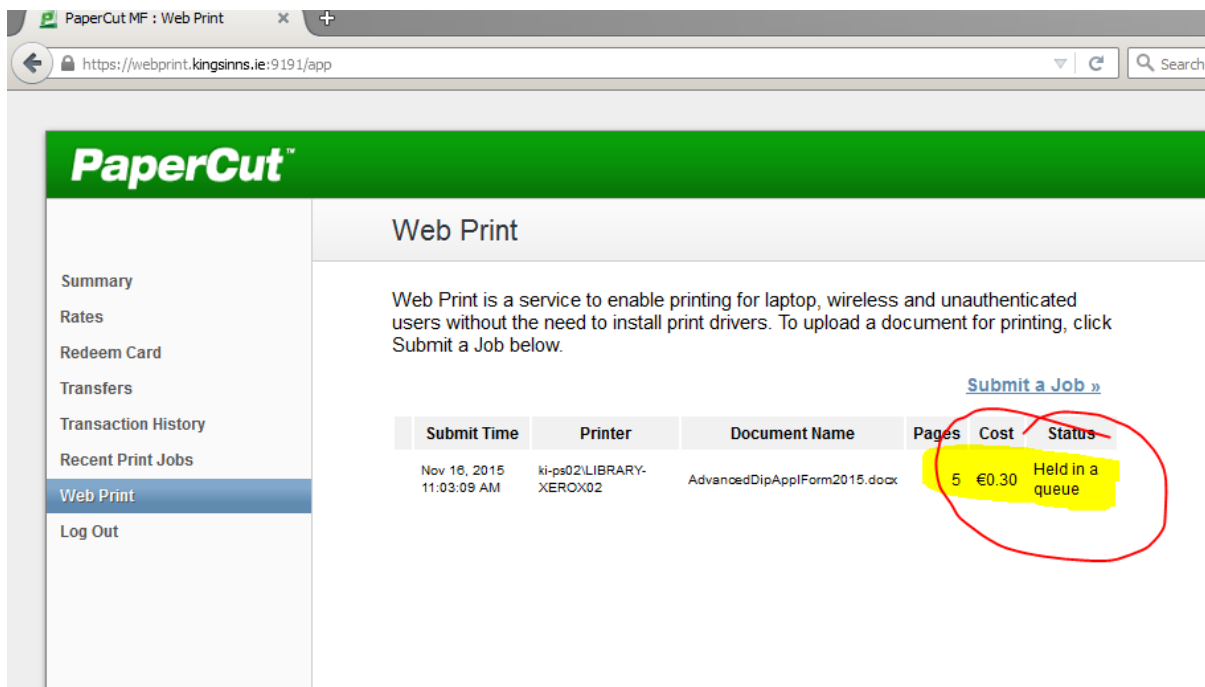 PaperCut MF : Web Print
https://webprint.kingsinns.ie:9191/app
Search
PaperCut™
Web Print
Summary
Rates
Redeem Card
Transfers
Transaction History
Recent Print Jobs
Web Print
Log Out
Web Print is a service to enable printing for laptop, wireless and unauthenticated
users without the need to install print drivers. To upload a document for printing, click
Submit a Job below.
Submit a Job »
Submit Time Printer Document Name Pages Cost Status
Nov 16, 2015 11:03:09 AM ki-ps02\LIBRARY-XEROX02 AdvancedDipApplForm2015.docx 5 €0.30 Held in a queue